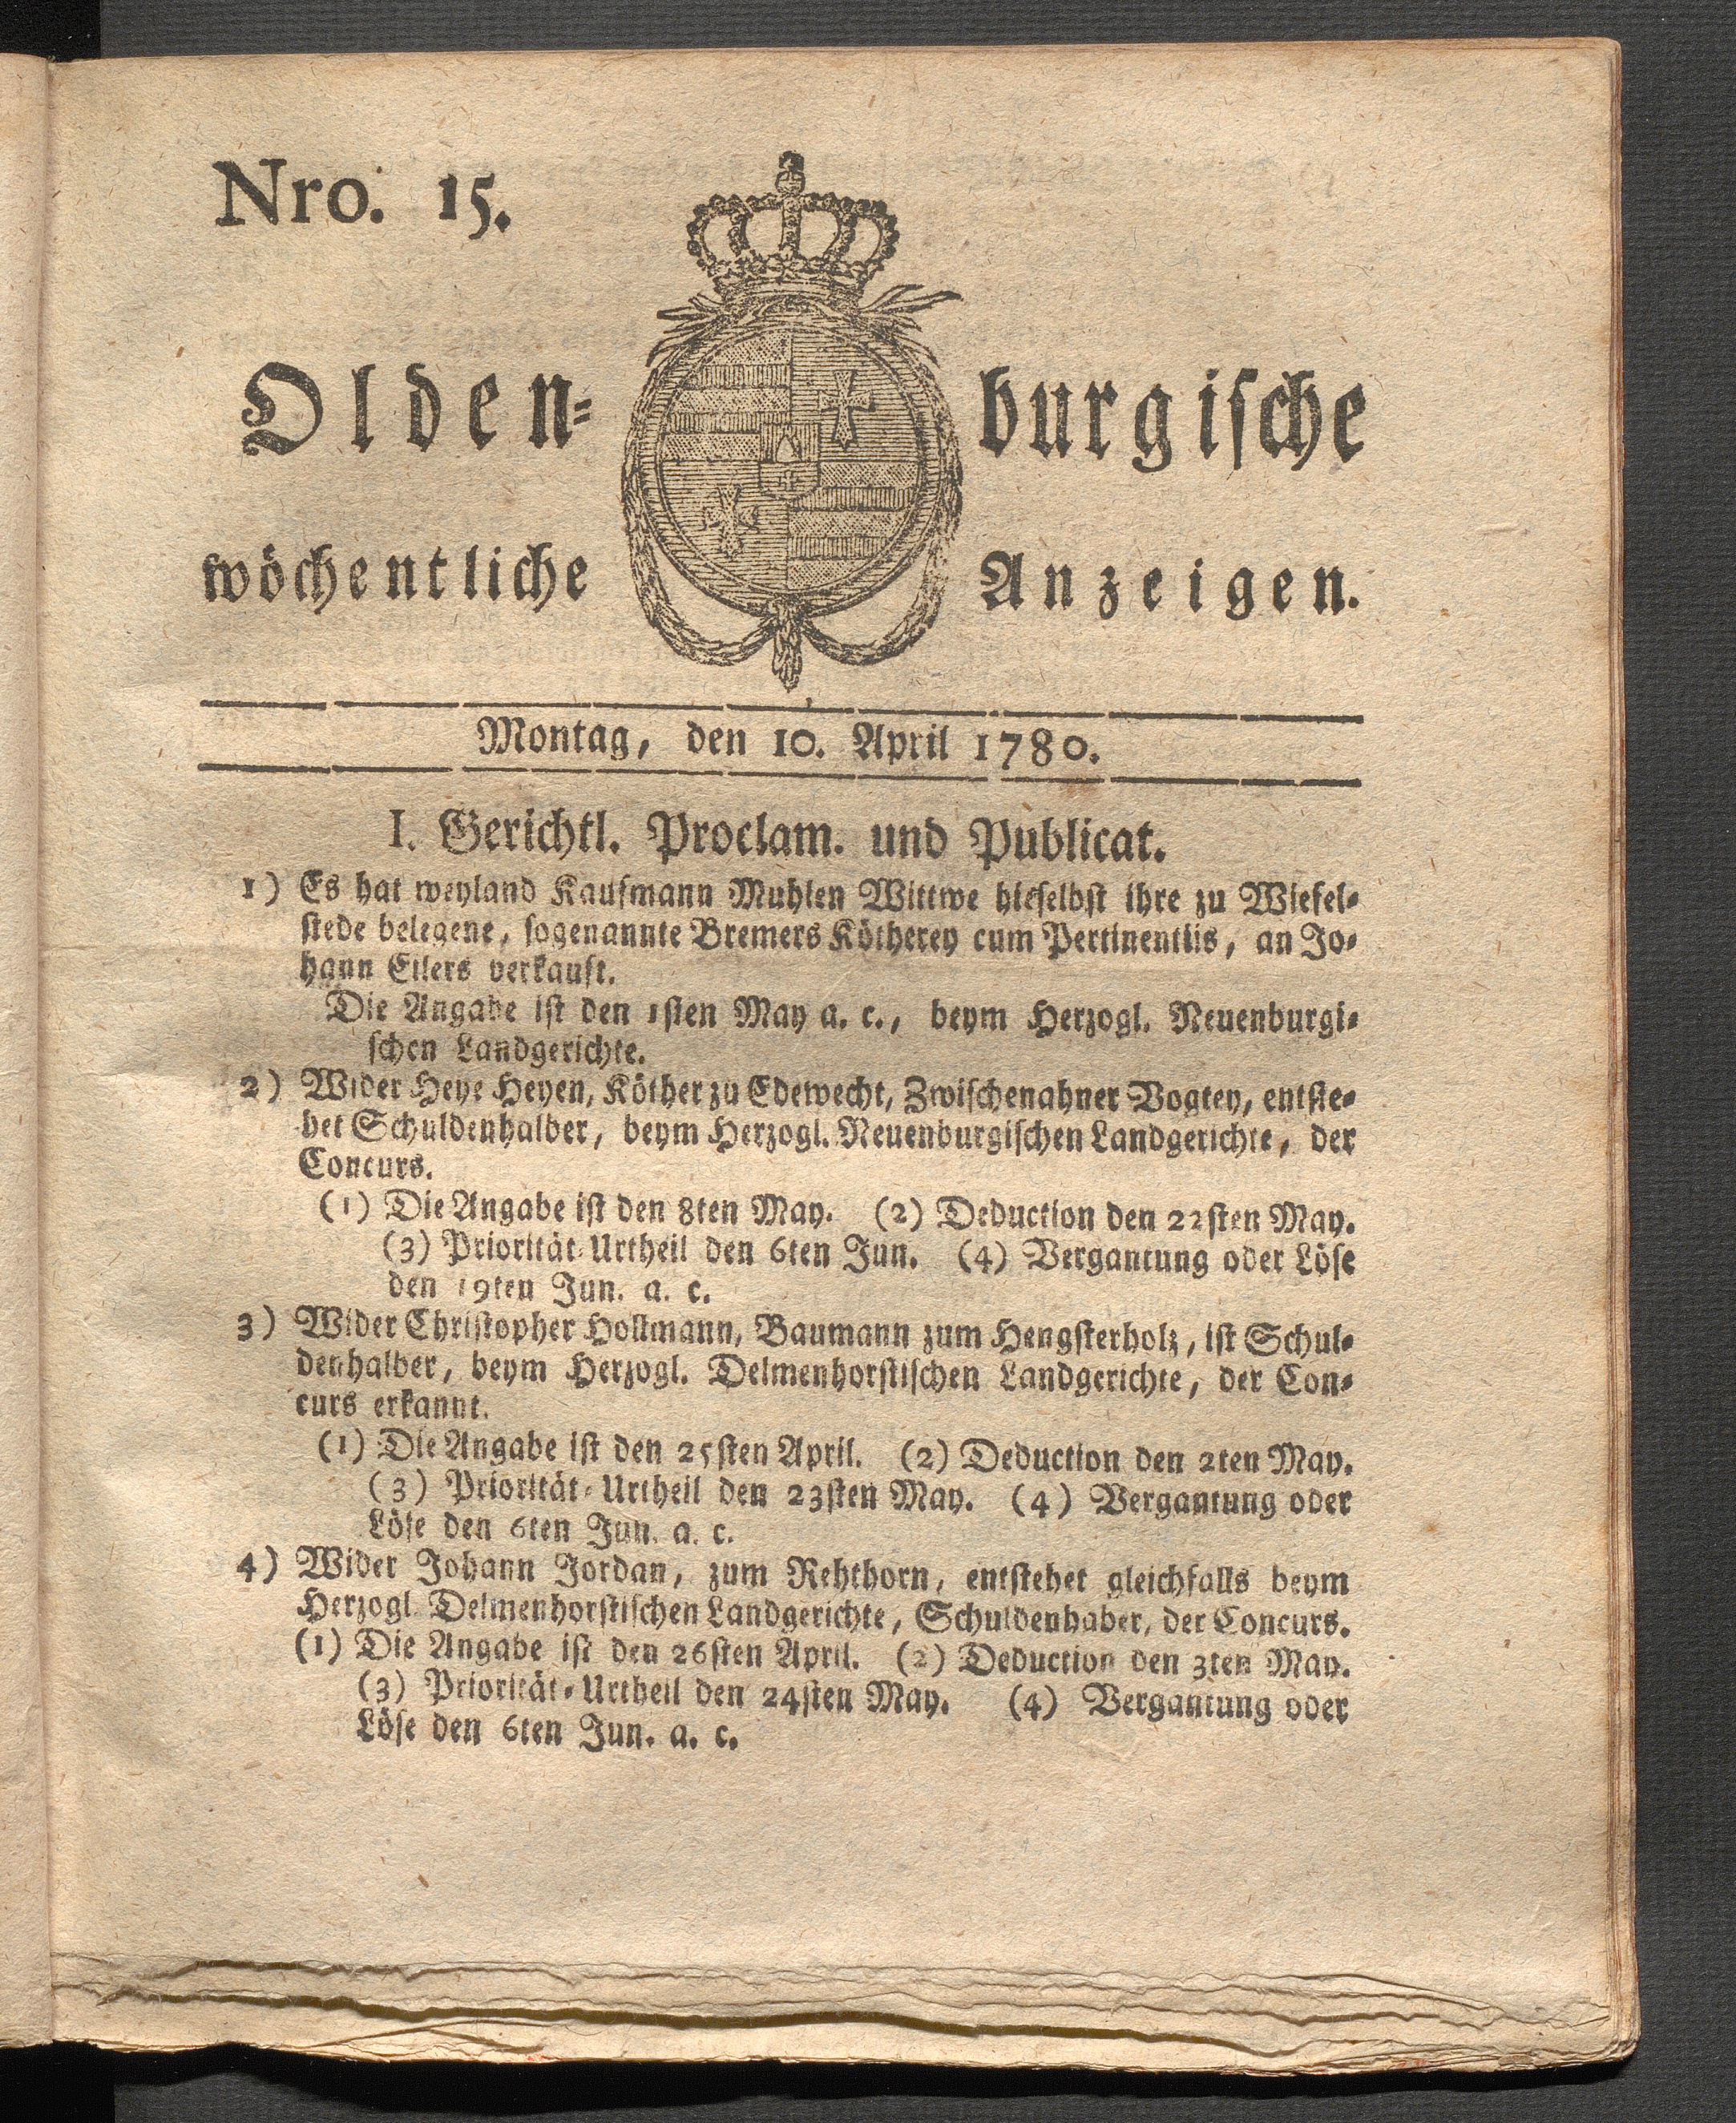 Nro. 15.
Olden-burgische
wöchentliche Anzeigen.
Montag, den 10. April 1780.
I. Gerichtl. Proclam. und Publicat.
1) Es hat weyland Kaufmann Muhlen Wittwe hieselbst ihre zu Wiefel-
stede belegene, sogenannte Bremers Kötherey cum Pertinentiis, an Jo-
hann Eilers verkauft.
Die Angabe ist den 1sten May a. c., beym Herzogl. Neuenburgi-
schen Landgerichte.
2) Wider Heye Heyen, Köther zu Edewecht, Zwischenahner Vogtey, entste-
het Schuldenhalber, beym Herzogl. Neuenburgischen Landgerichte, der
Concurs.
(1) Die Angabe ist den 8ten May. (2) Deduction den 22sten May.
(3) Priorität-Urtheil den 6ten Jun. (4) Vergantung oder Löse
den 19ten Jun. a. c.
3) Wider Christopher Hollmann, Baumann zum Hengsterholz, ist Schul-
denhalber, beym Herzogl. Delmenhorstischen Landgerichte, der Con-
curs erkannt.
(1) Die Angabe ist den 25sten April. (2) Deduction den 2ten May.
(3) Priorität-Urtheil den 23sten May. (4) Vergantung oder
Löse den 6ten Jun. a. c.
4) Wider Johann Jordan, zum Rehthorn, entstehet gleichfalls beym
Herzogl. Delmenhorstischen Landgerichte, Schuldenhaber, der Concurs.
(1) Die Angabe ist den 26sten April. (2) Deduction den 3ten May.
(3) Priorität-Urtheil den 24sten May. (4) Vergantung oder
Löse den 6ten Jun. a. c.